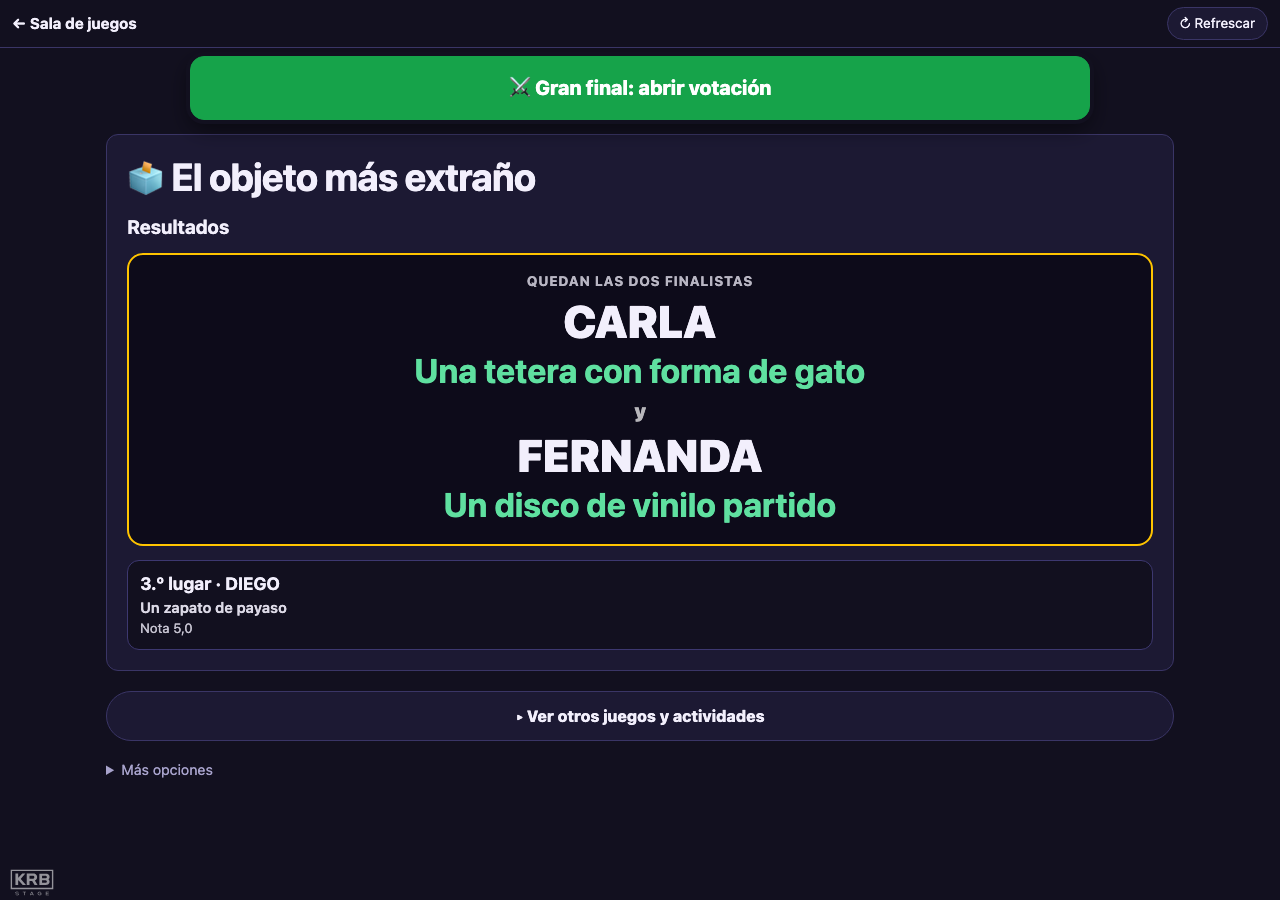 ← Sala de juegos
↻ Refrescar
⚔️ Gran final: abrir votación
🗳️ El objeto más extraño
Resultados
QUEDAN LAS DOS FINALISTAS
CARLA
Una tetera con forma de gato
y
FERNANDA
Un disco de vinilo partido
3.º lugar · DIEGO
Un zapato de payaso
Nota 5,0
▸ Ver otros juegos y actividades
▶ Más opciones
KRB
STAGE